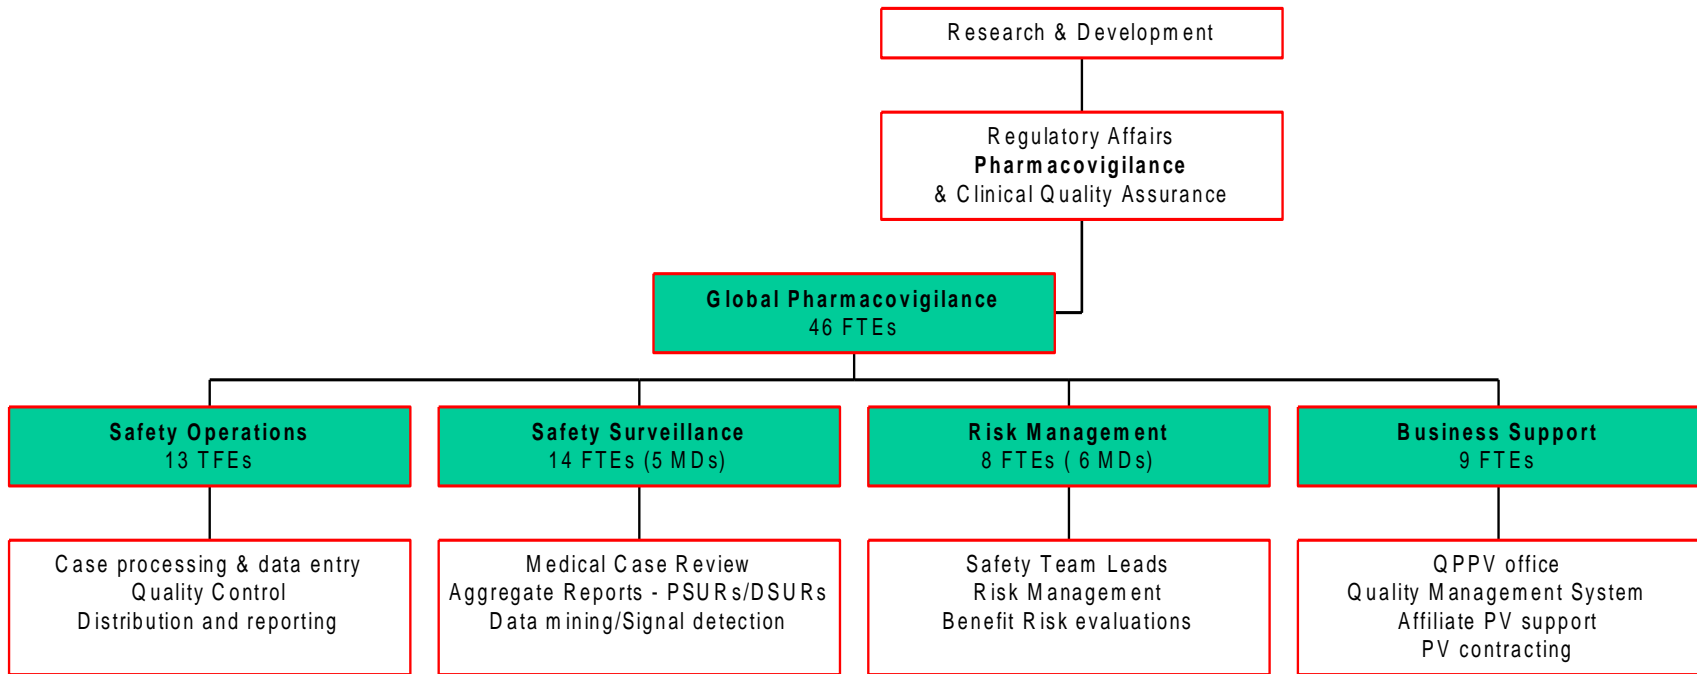 Research & Development
Regulatory Affairs
Pharmacovigilance
& Clinical Quality Assurance
Global Pharmacovigilance
46 FTEs
Safety Operations
13 TFEs
Safety Surveillance
14 FTEs (5 MDs)
Risk Management
8 FTEs ( 6 MDs)
Business Support
9 FTEs
Case processing & data entry
Quality Control
Distribution and reporting
Medical Case Review
Aggregate Reports - PSURs/DSURs
Data mining/Signal detection
Safety Team Leads
Risk Management
Benefit Risk evaluations
QPPV office
Quality Management System
Affiliate PV support
PV contracting